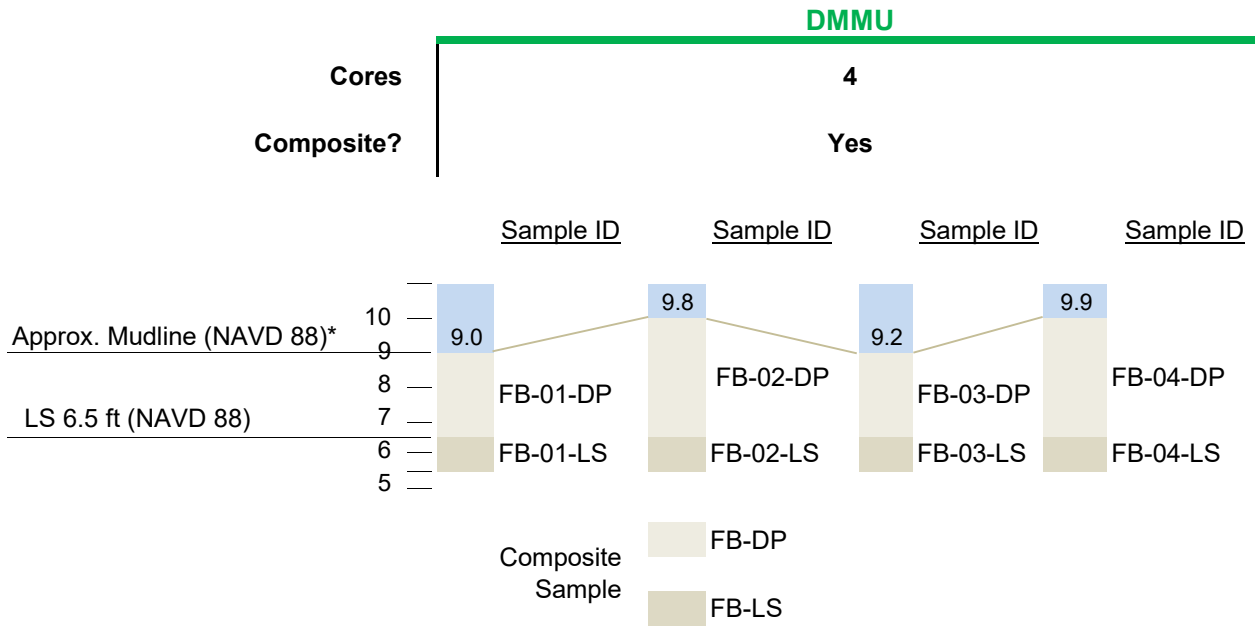 DMMU
Cores 4
Composite? Yes
Sample ID Sample ID Sample ID Sample ID
10 9.8 9.9
Approx. Mudline (NAVD 88)* 9.0 9.2
9
8 FB-01-DP FB-02-DP FB-03-DP FB-04-DP
LS 6.5 ft (NAVD 88) 7
6 FB-01-LS FB-02-LS FB-03-LS FB-04-LS
5
Composite
Sample
FB-DP
FB-LS